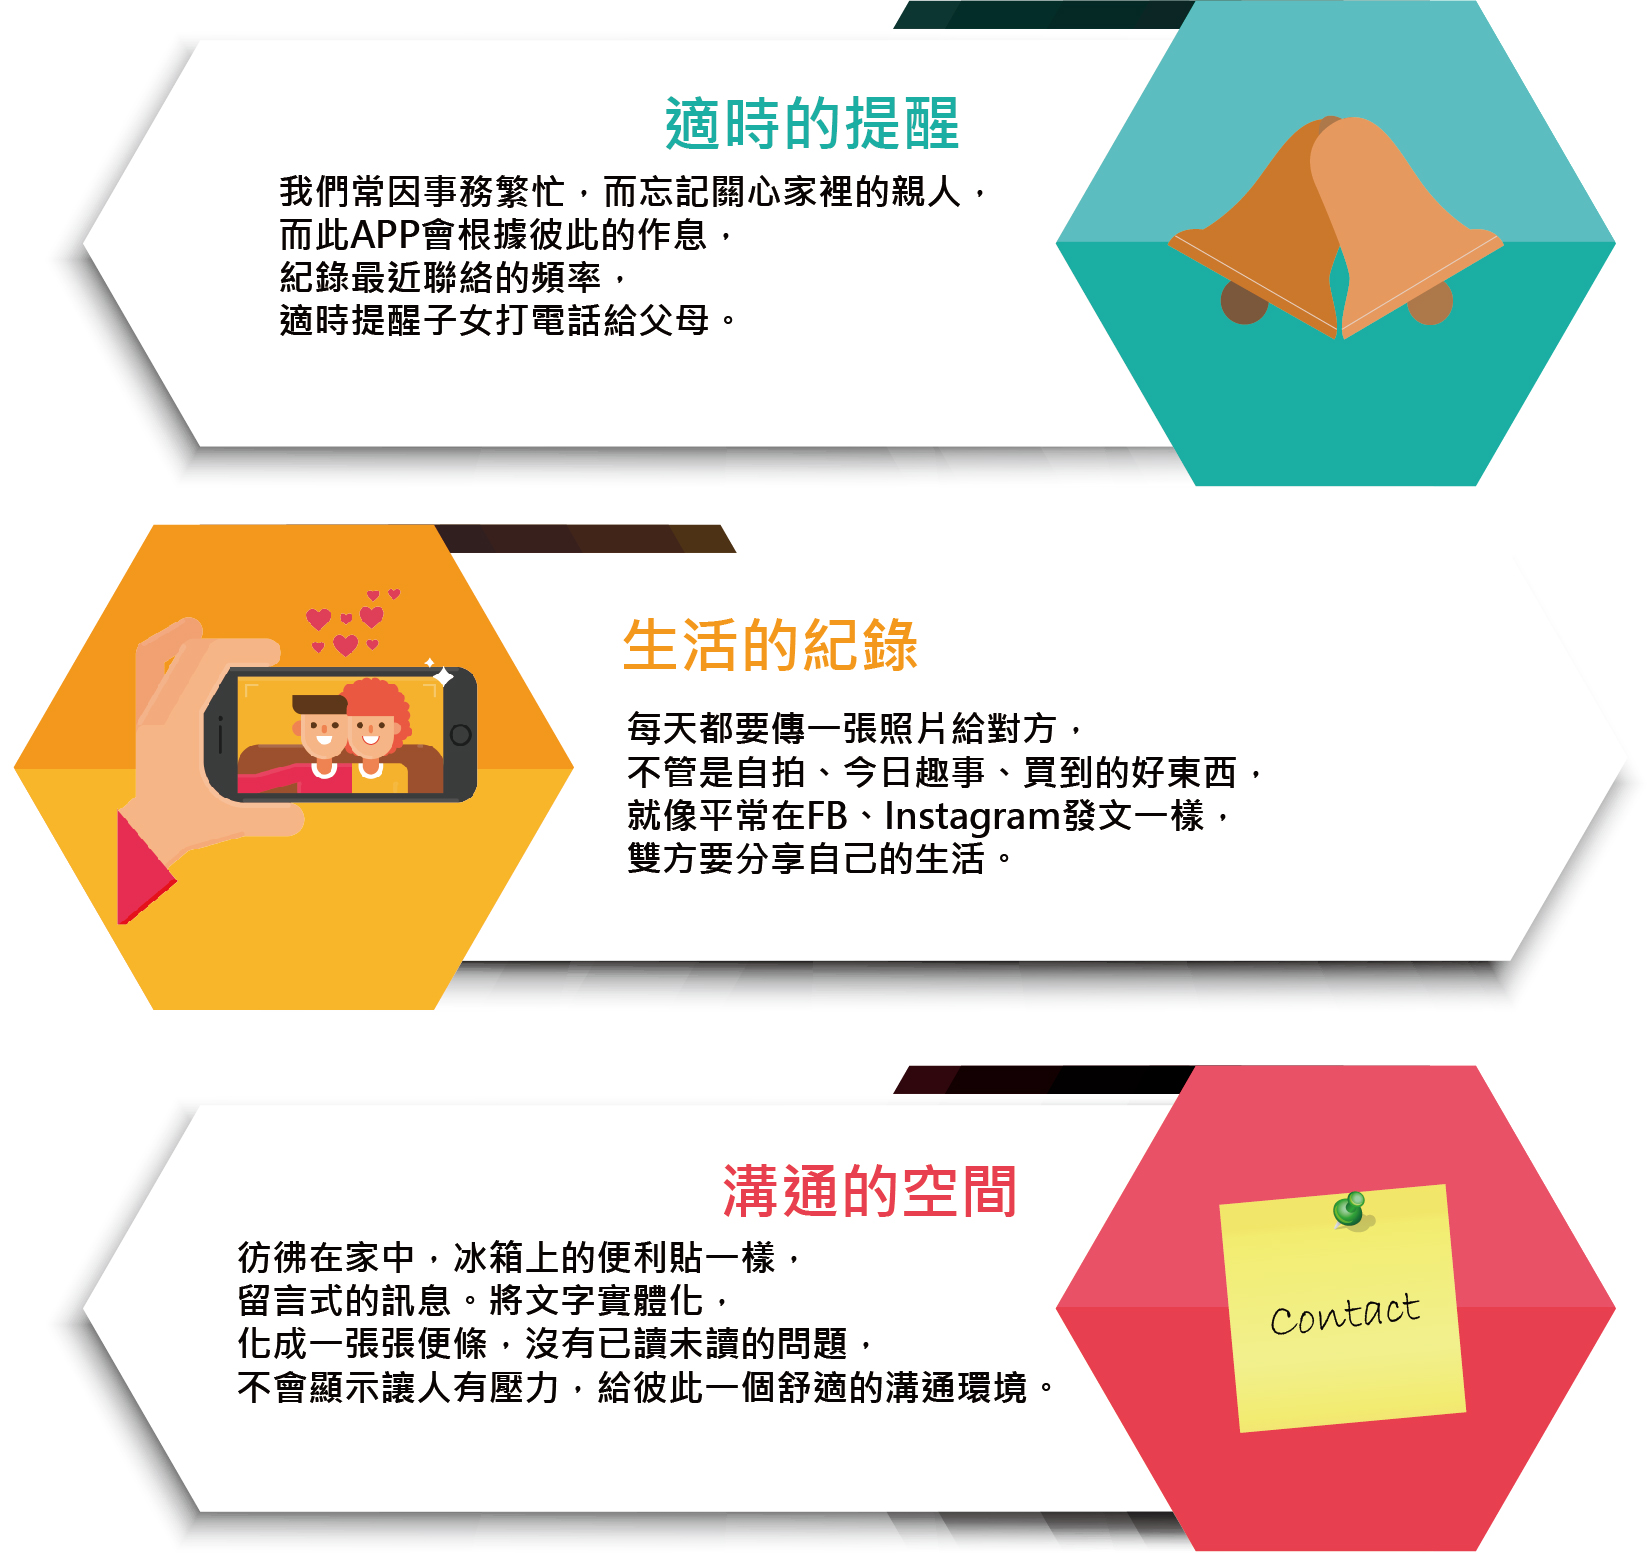 適時的提醒
我們常因事務繁忙，而忘記關心家裡的親人，
而此APP會根據彼此的作息，
紀錄最近聯絡的頻率，
適時提醒子女打電話給父母。
生活的紀錄
每天都要傳一張照片給對方，
不管是自拍、今日趣事、買到的好東西，
就像平常在FB、Instagram發文一樣，
雙方要分享自己的生活。
溝通的空間
彷彿在家中，冰箱上的便利貼一樣，
留言式的訊息。將文字實體化，
化成一張張便條，沒有已讀未讀的問題，
不會顯示讓人有壓力，給彼此一個舒適的溝通環境。
Contact